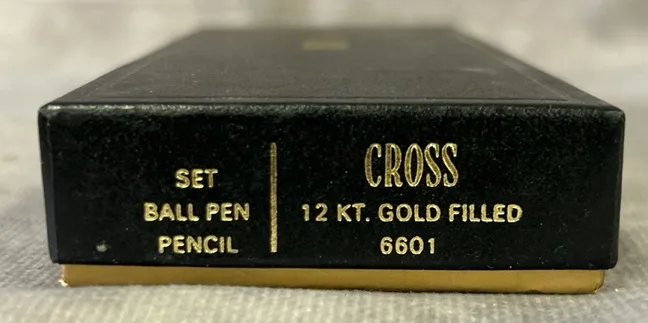 SET
BALL PEN
PENCIL
CROSS
12 KT. GOLD FILLED
6601